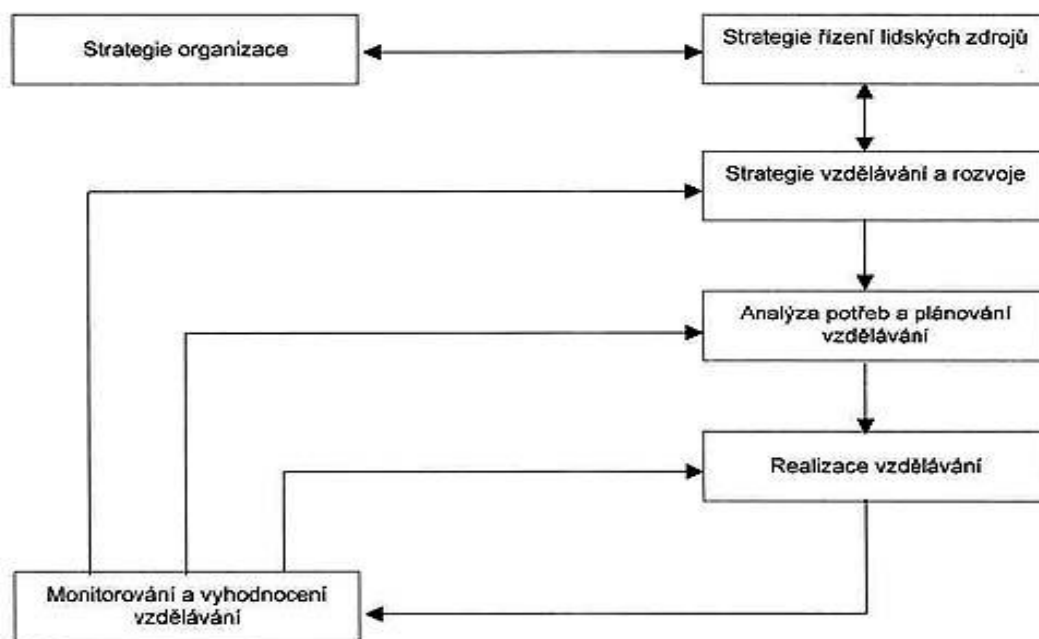 Strategie organizace
Strategie řízení lidských zdrojů
Strategie vzdělávání a rozvoje
Analýza potřeb a plánování
vzdělávání
Realizace vzdělávání
Monitorování a vyhodnocení
vzdělávání